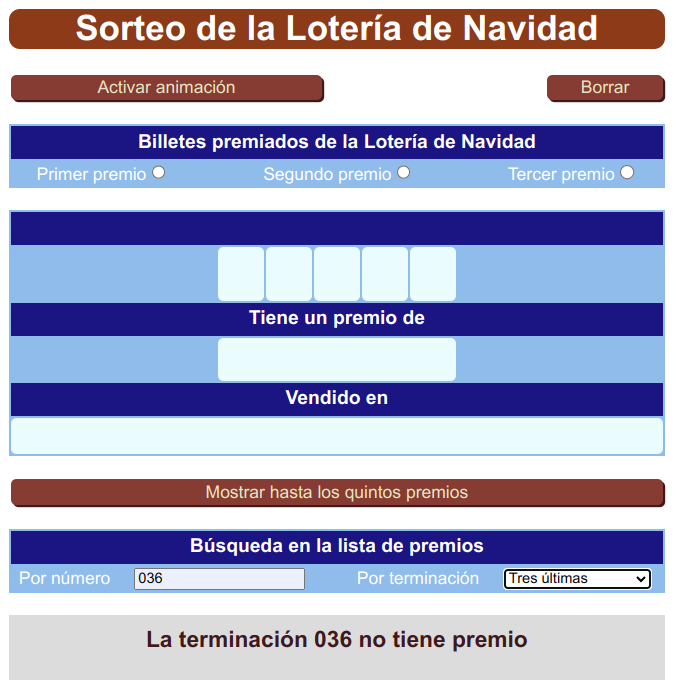 Sorteo de la Lotería de Navidad
Activar animación Borrar
Billetes premiados de la Lotería de Navidad
Primer premio Segundo premio Tercer premio
Tiene un premio de
Vendido en
Mostrar hasta los quintos premios
Búsqueda en la lista de premios
Por número 036 Por terminación Tres últimas
La terminación 036 no tiene premio